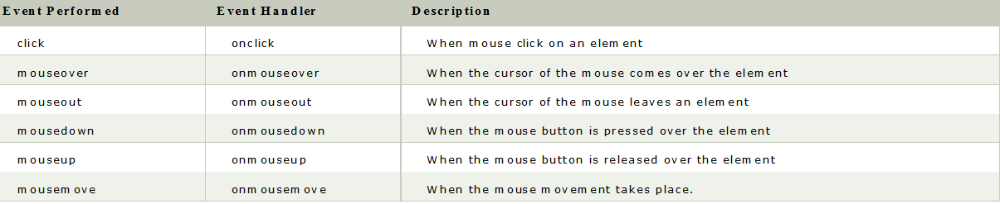 Event Performed Event Handler Description
click onclick When mouse click on an element
mouseover onmouseover When the cursor of the mouse comes over the element
mouseout onmouseout When the cursor of the mouse leaves an element
mousedown onmousedown When the mouse button is pressed over the element
mouseup onmouseup When the mouse button is released over the element
mousemove onmousemove When the mouse movement takes place.